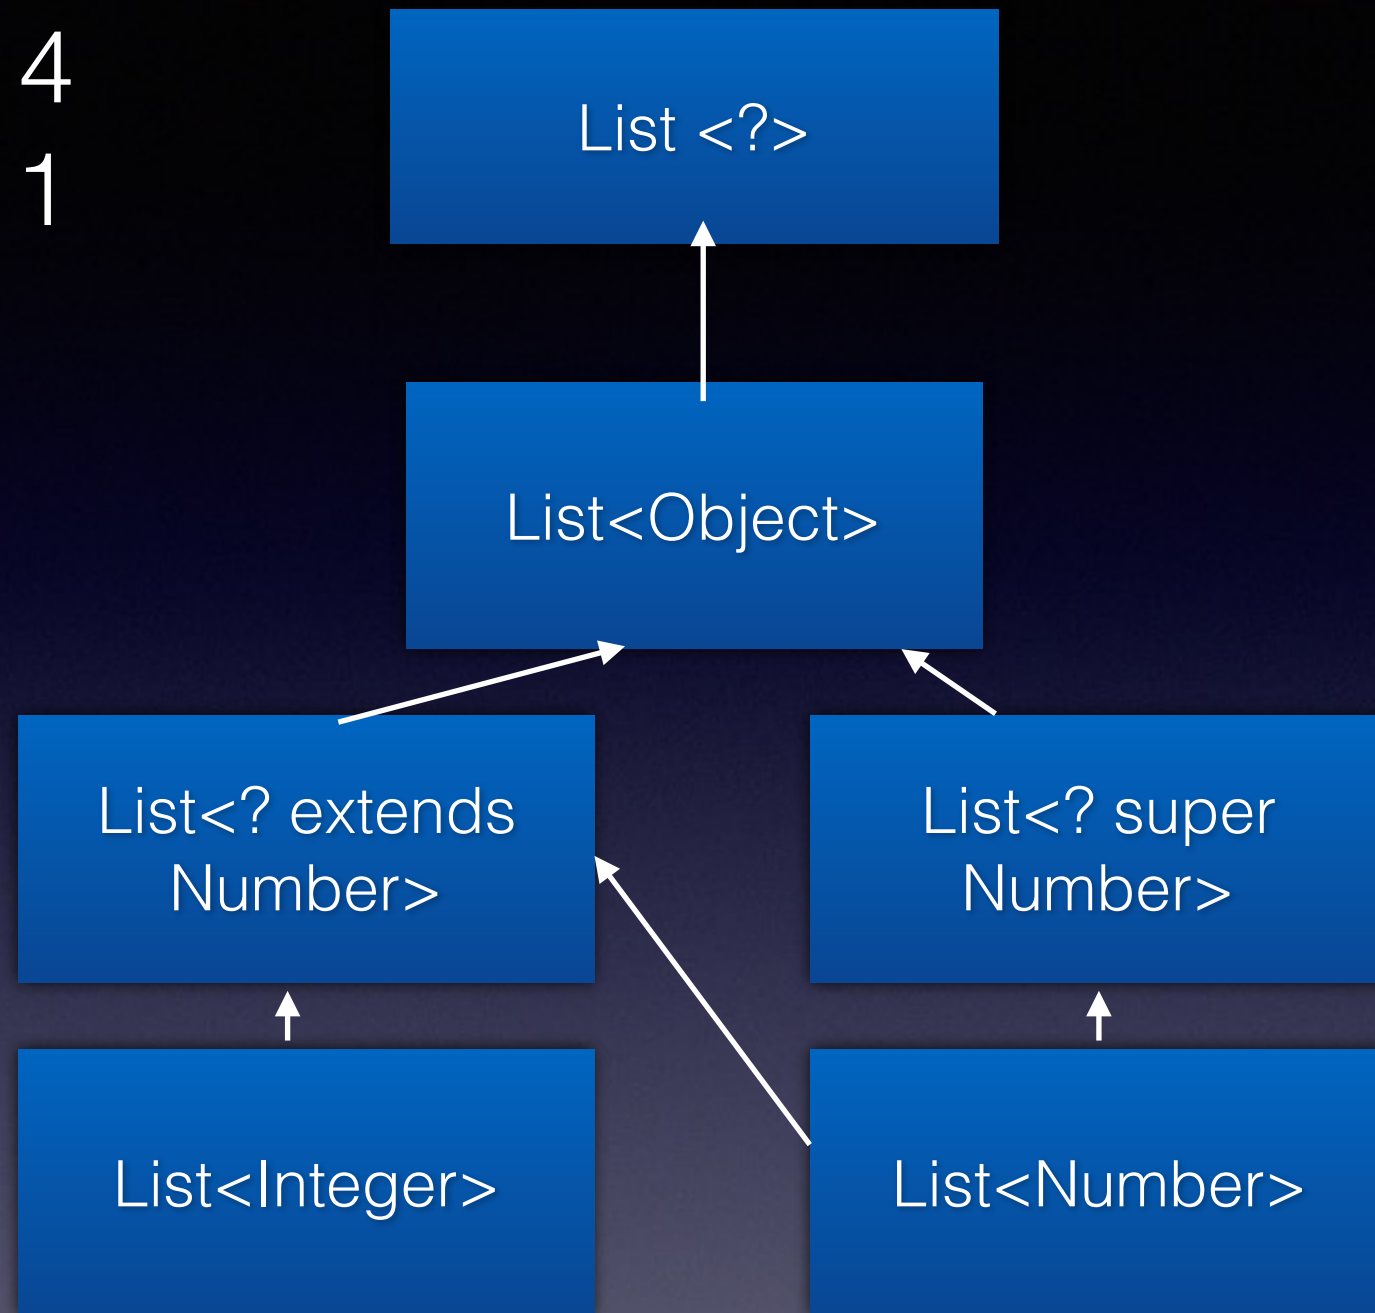 4
1
List <?>
List<Object>
List<? extends
Number>
List<? super
Number>
List<Integer>
List<Number>